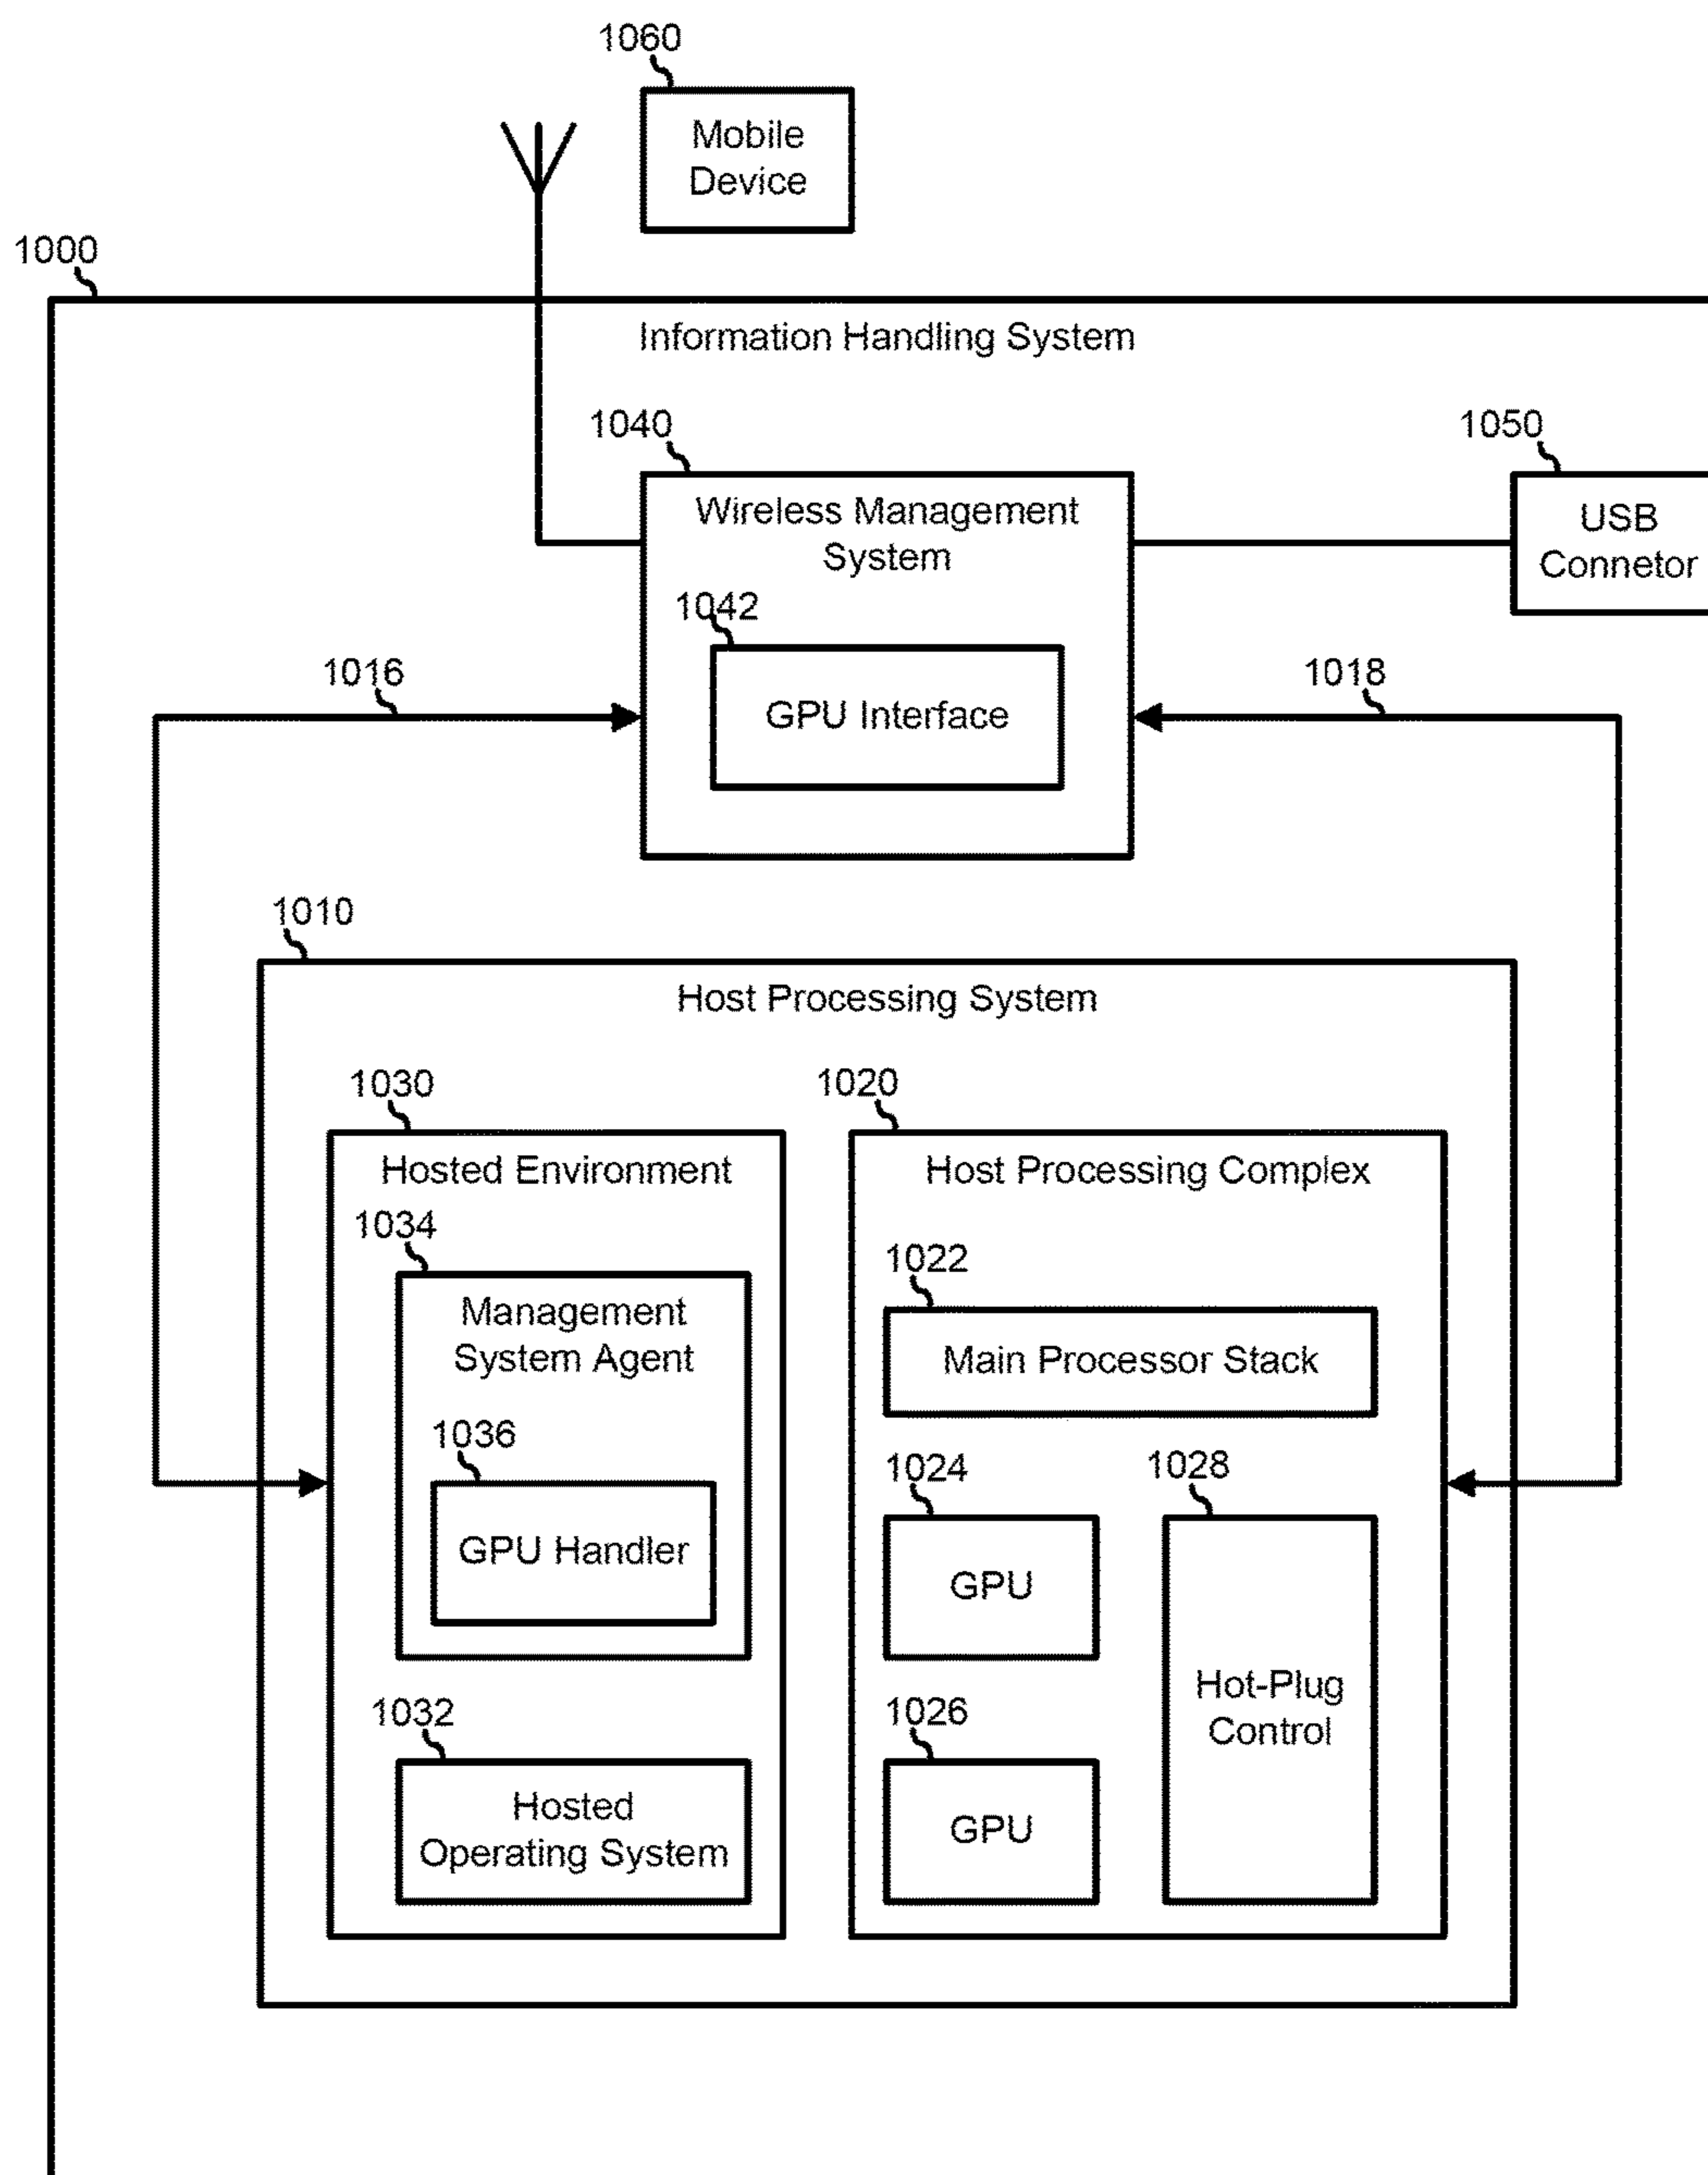 1060
Mobile
Device
1000
Information Handling System
1040
1050
Wireless Management
System
USB
Connetor
1042
GPU Interface
1016
1018
1010
Host Processing System
1030
1020
Hosted Environment
Host Processing Complex
1034
Management
System Agent
1022
Main Processor Stack
1036
GPU Handler
1024
GPU
1028
Hot-Plug
Control
1032
Hosted
Operating System
1026
GPU